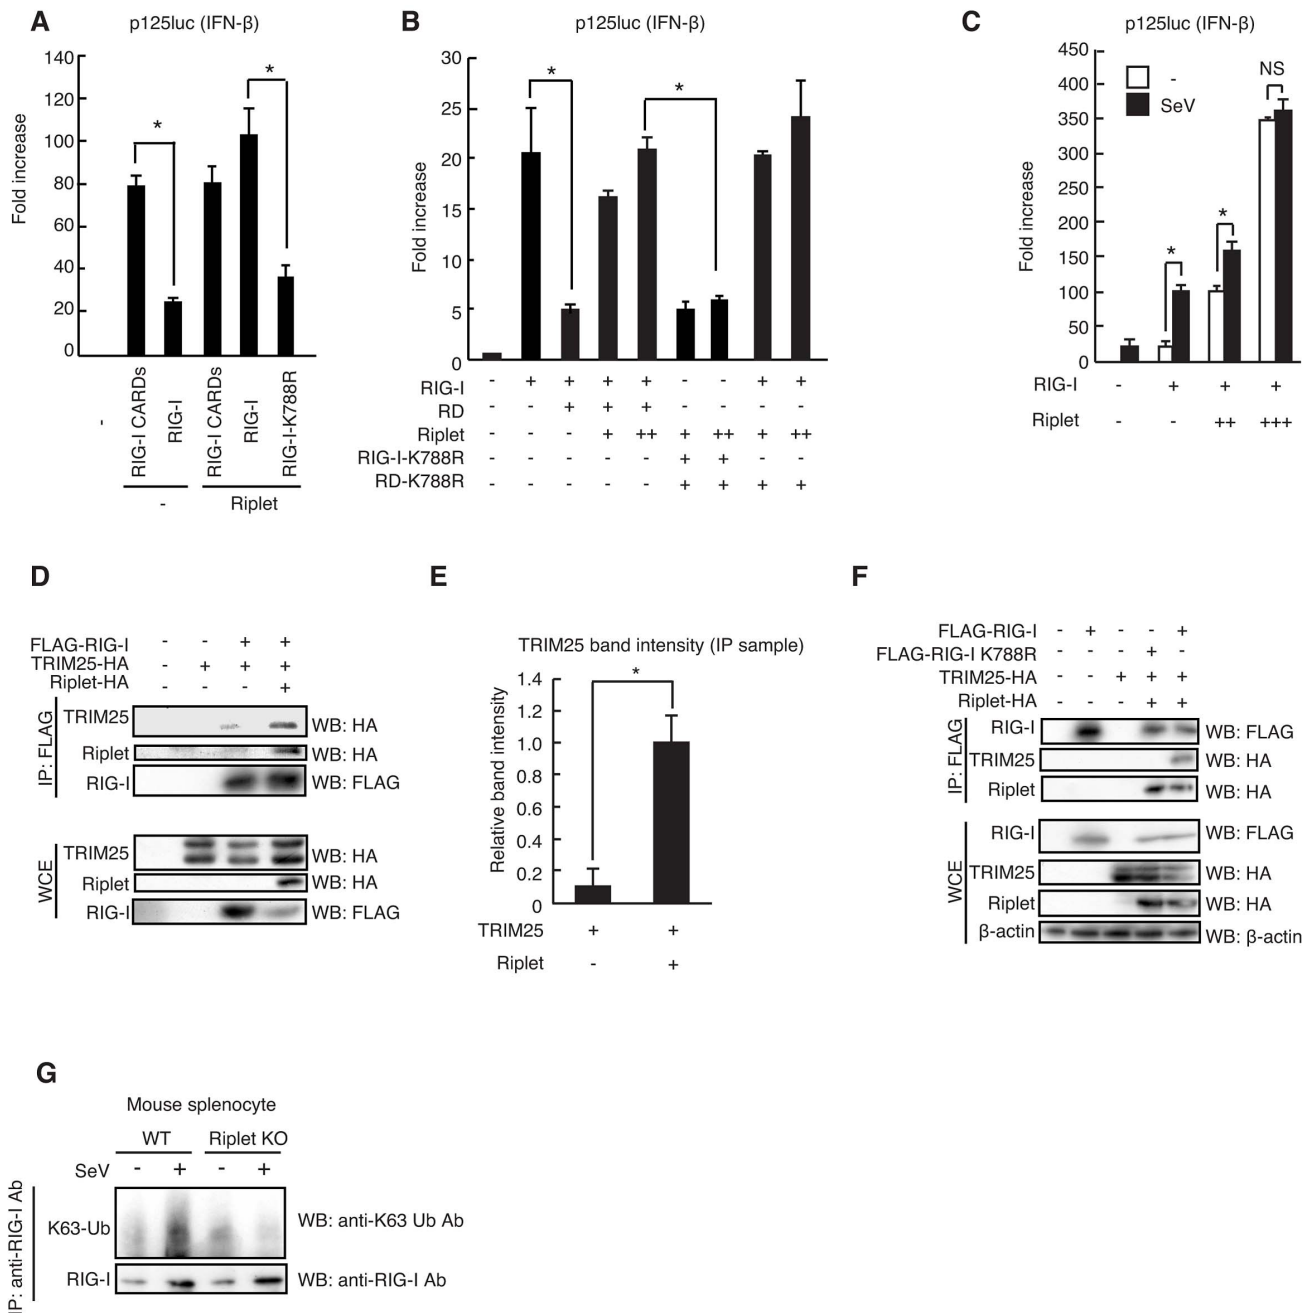 A
p125luc (IFN-β)
Fold increase
140
120
100
80
60
40
20
0
* *
- RIG-I CARDs RIG-I RIG-I CARDs RIG-I RIG-I-K788R
- Riplet
B
p125luc (IFN-β)
Fold increase
30
25
20
15
10
5
0
* *
RIG-I - + + + + - - + +
RD - - + + + - - - -
Riplet - - - + ++ + ++ + ++
RIG-I-K788R - - - - - + + - -
RD-K788R - - - - - + + + +
C
p125luc (IFN-β)
Fold increase
450
400
350
300
250
200
150
100
50
0
-
SeV
* * NS
RIG-I - + + +
Riplet - - ++ +++
D
FLAG-RIG-I - - + +
TRIM25-HA - + + +
Riplet-HA - - - +
IP: FLAG
TRIM25 WB: HA
Riplet WB: HA
RIG-I WB: FLAG
WCE
TRIM25 WB: HA
Riplet WB: HA
RIG-I WB: FLAG
E
TRIM25 band intensity (IP sample)
Relative band intensity
1.4
1.2
1.0
0.8
0.6
0.4
0.2
0
*
TRIM25 + +
Riplet - +
F
FLAG-RIG-I - + - - +
FLAG-RIG-I K788R - - - + -
TRIM25-HA - - + + +
Riplet-HA - - - + +
IP: FLAG
RIG-I WB: FLAG
TRIM25 WB: HA
Riplet WB: HA
WCE
RIG-I WB: FLAG
TRIM25 WB: HA
Riplet WB: HA
β-actin WB: β-actin
G
Mouse splenocyte
WT Riplet KO
SeV - + - +
IP: anti-RIG-I Ab
K63-Ub WB: anti-K63 Ub Ab
RIG-I WB: anti-RIG-I Ab